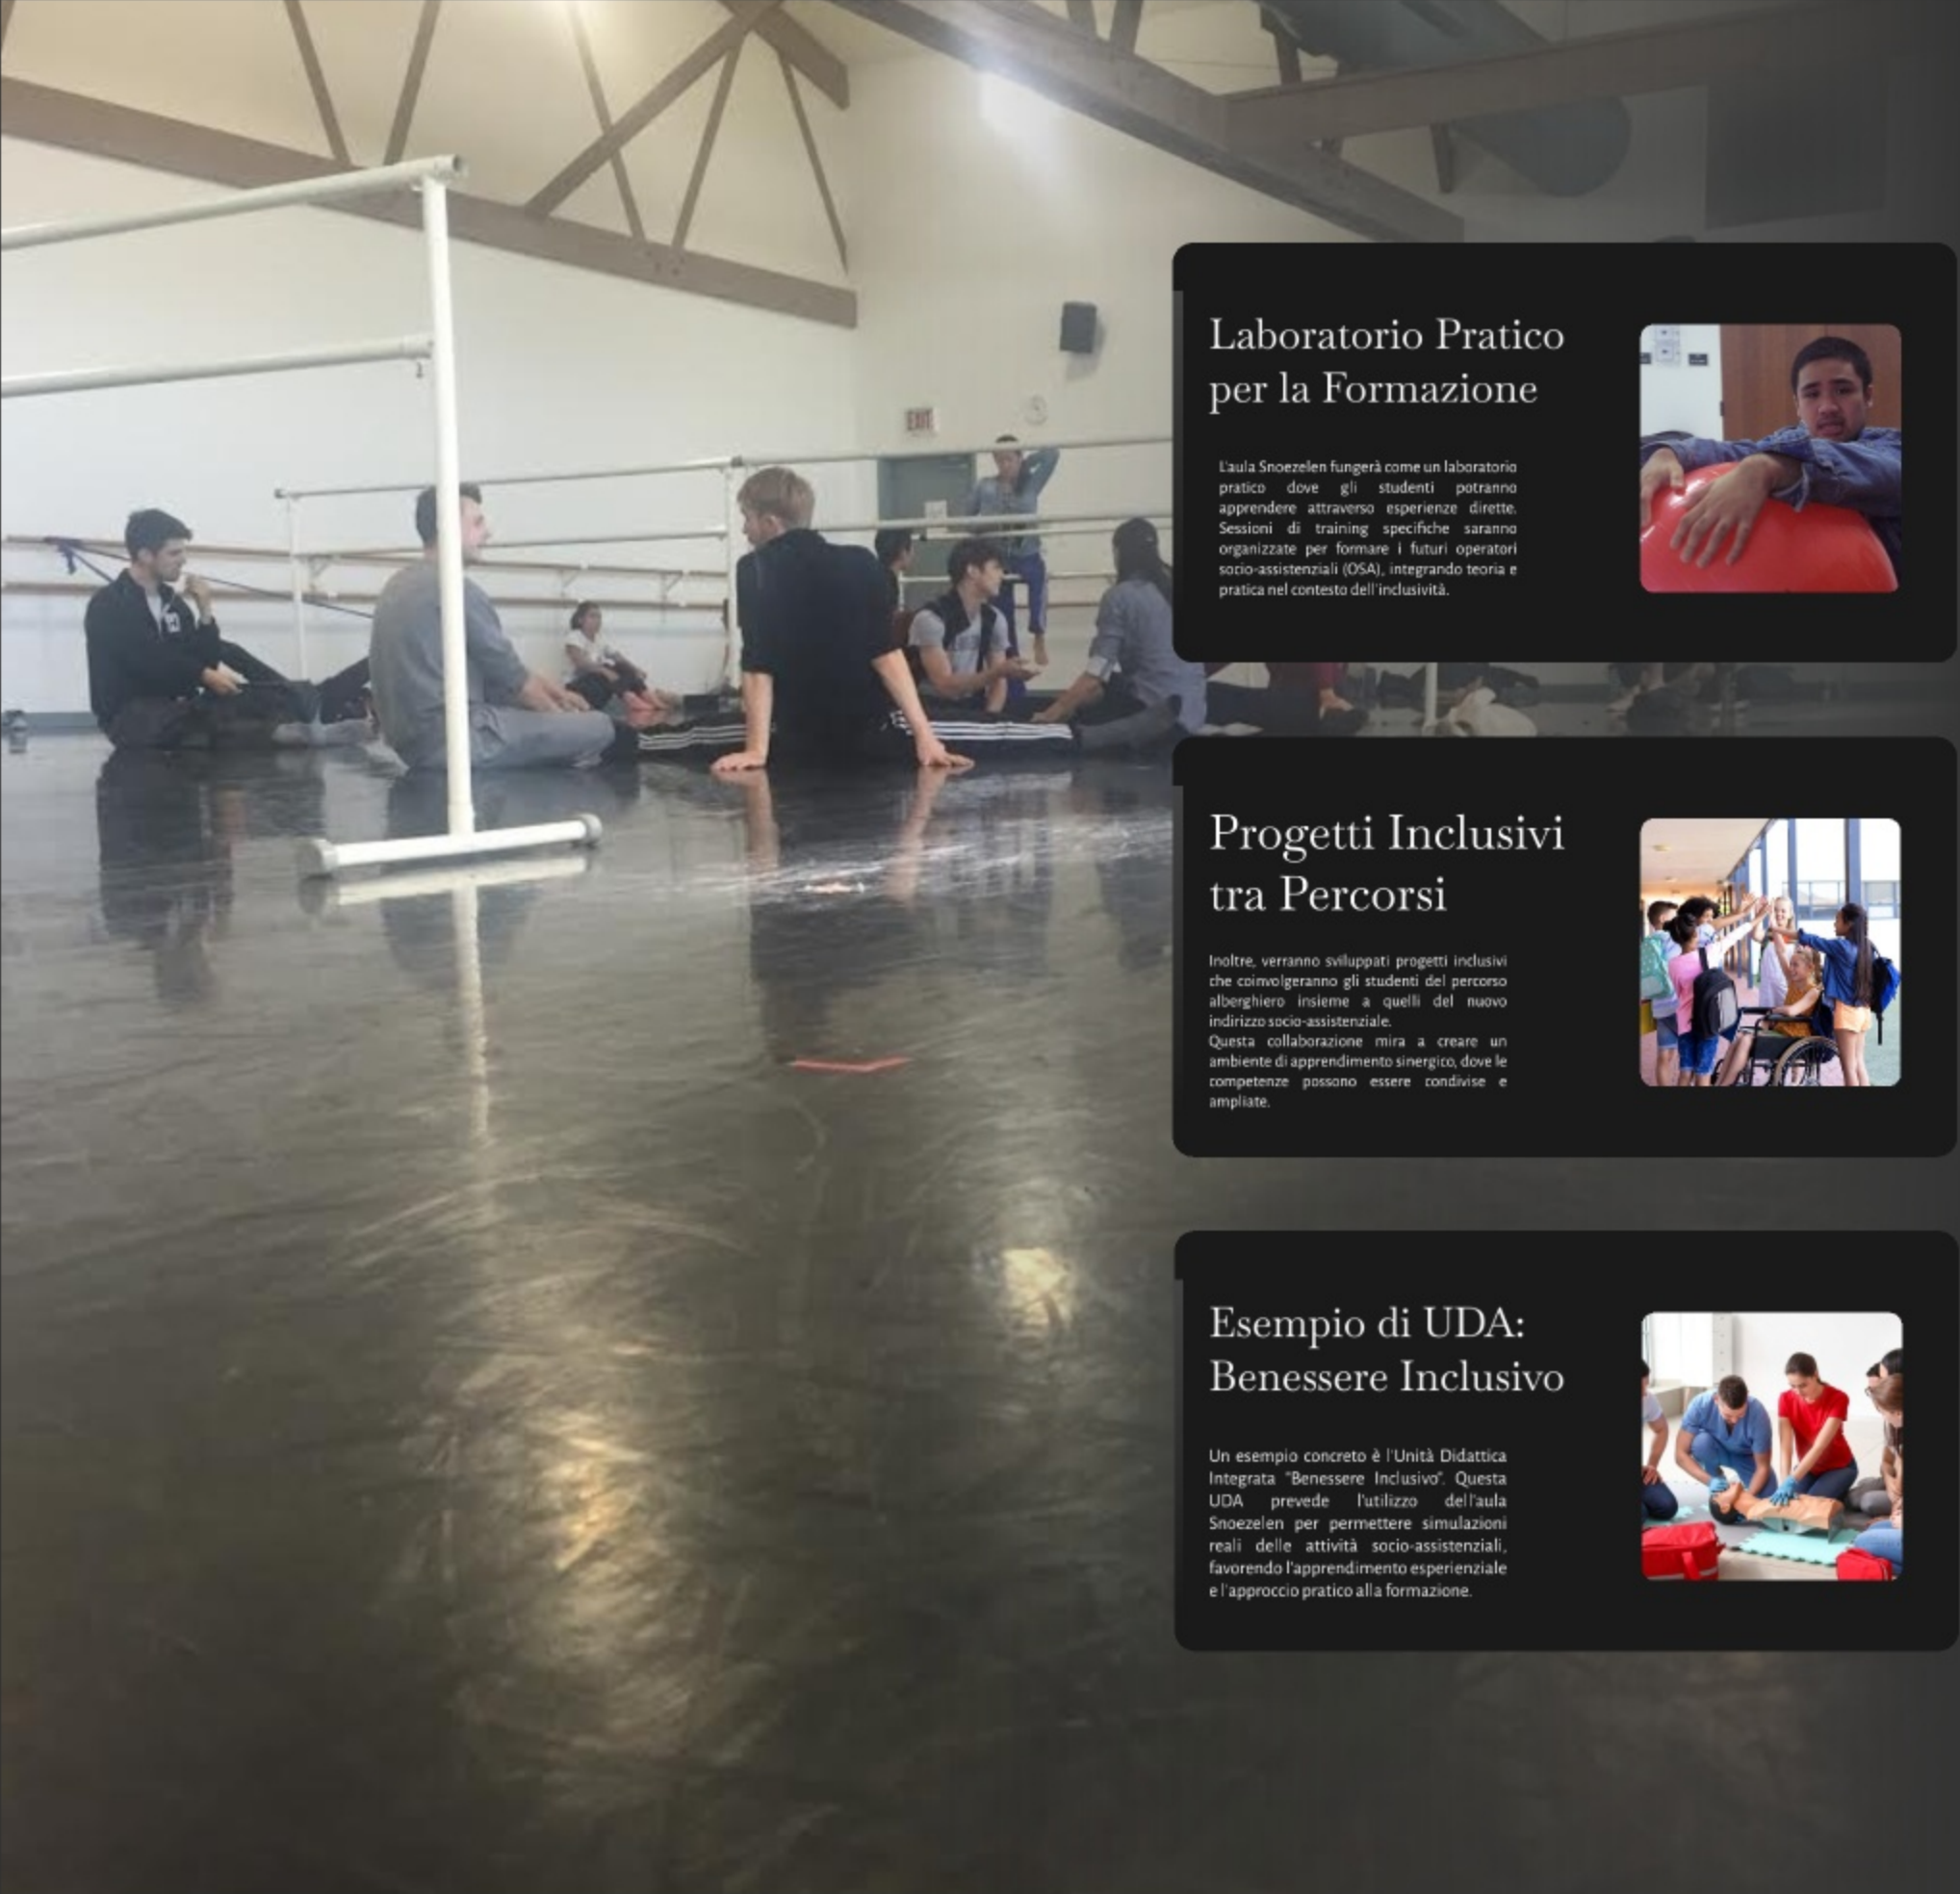 EXIT
Laboratorio Pratico
per la Formazione
L'aula Snoezelen fungerà come un laboratorio
pratico dove gli studenti potranno
apprendere attraverso esperienze dirette.
Sessioni di training specifiche saranno
organizzate per formare i futuri operatori
socio-assistenziali (OSA), integrando teoria e
pratica nel contesto dell'inclusività.
Progetti Inclusivi
tra Percorsi
Inoltre, verranno sviluppati progetti inclusivi
che coinvolgeranno gli studenti del percorso
alberghiero insieme a quelli del nuovo
indirizzo socio-assistenziale.
Questa collaborazione mira a creare un
ambiente di apprendimento sinergico, dove le
competenze possono essere condivise e
ampliate.
Esempio di UDA:
Benessere Inclusivo
Un esempio concreto è l'Unità Didattica
Integrata "Benessere Inclusivo". Questa
UDA prevede l'utilizzo dell'aula
Snoezelen per permettere simulazioni
reali delle attività socio-assistenziali,
favorendo l'apprendimento esperienziale
e l'approccio pratico alla formazione.